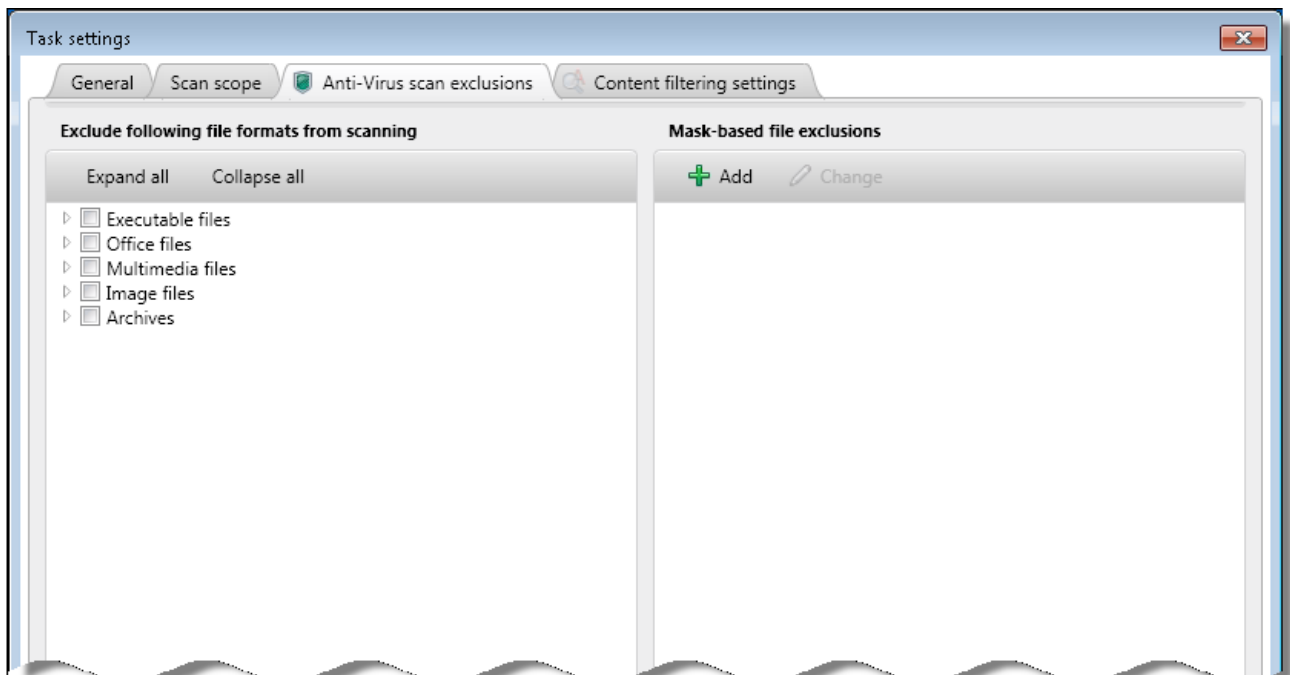 Task settings
General Scan scope Anti-Virus scan exclusions Content filtering settings
Exclude following file formats from scanning
Expand all Collapse all
Executable files
Office files
Multimedia files
Image files
Archives
Mask-based file exclusions
Add Change